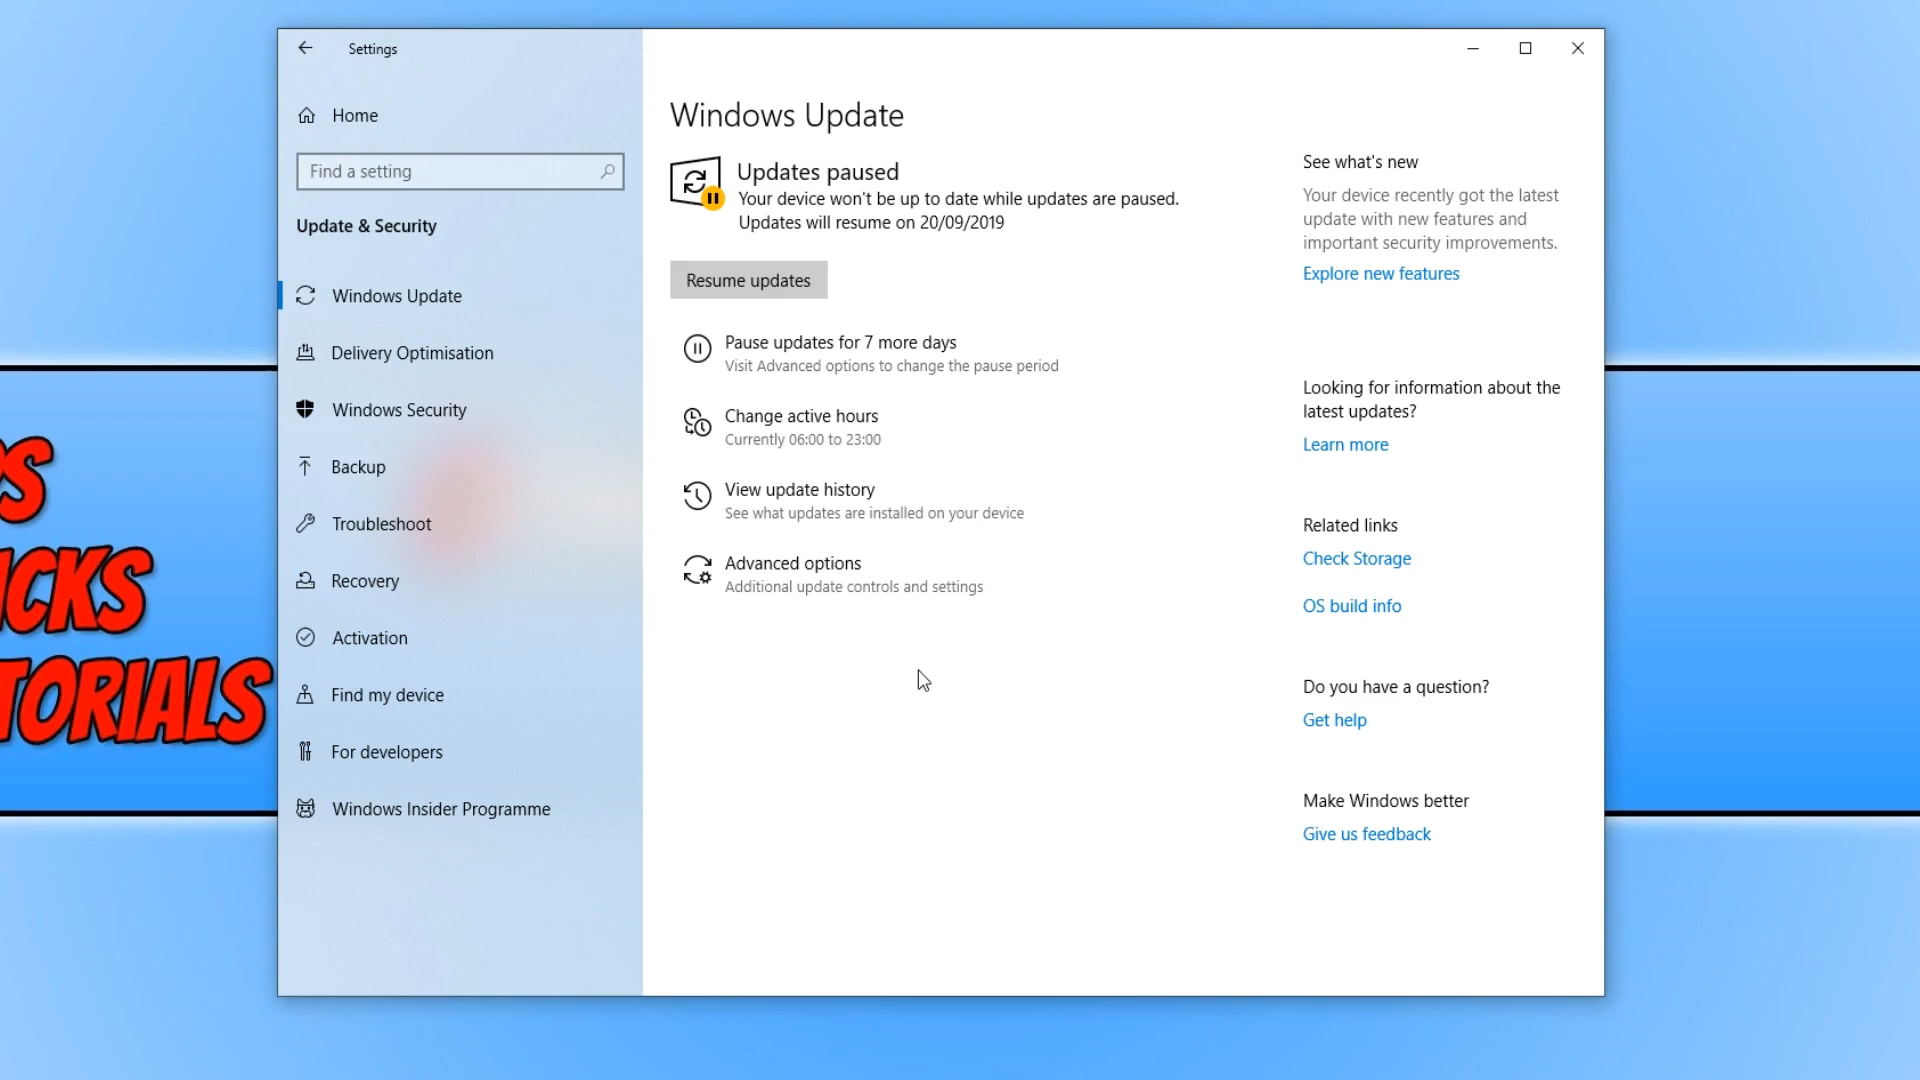 Settings
Home
Find a setting
Update & Security
Windows Update
Delivery Optimisation
Windows Security
Backup
Troubleshoot
Recovery
Activation
Find my device
For developers
Windows Insider Programme
Windows Update
Updates paused
Your device won't be up to date while updates are paused.
Updates will resume on 20/09/2019
Resume updates
Pause updates for 7 more days
Visit Advanced options to change the pause period
Change active hours
Currently 06:00 to 23:00
View update history
See what updates are installed on your device
Advanced options
Additional update controls and settings
See what's new
Your device recently got the latest
update with new features and
important security improvements.
Explore new features
Looking for information about the
latest updates?
Learn more
Related links
Check Storage
OS build info
Do you have a question?
Get help
Make Windows better
Give us feedback